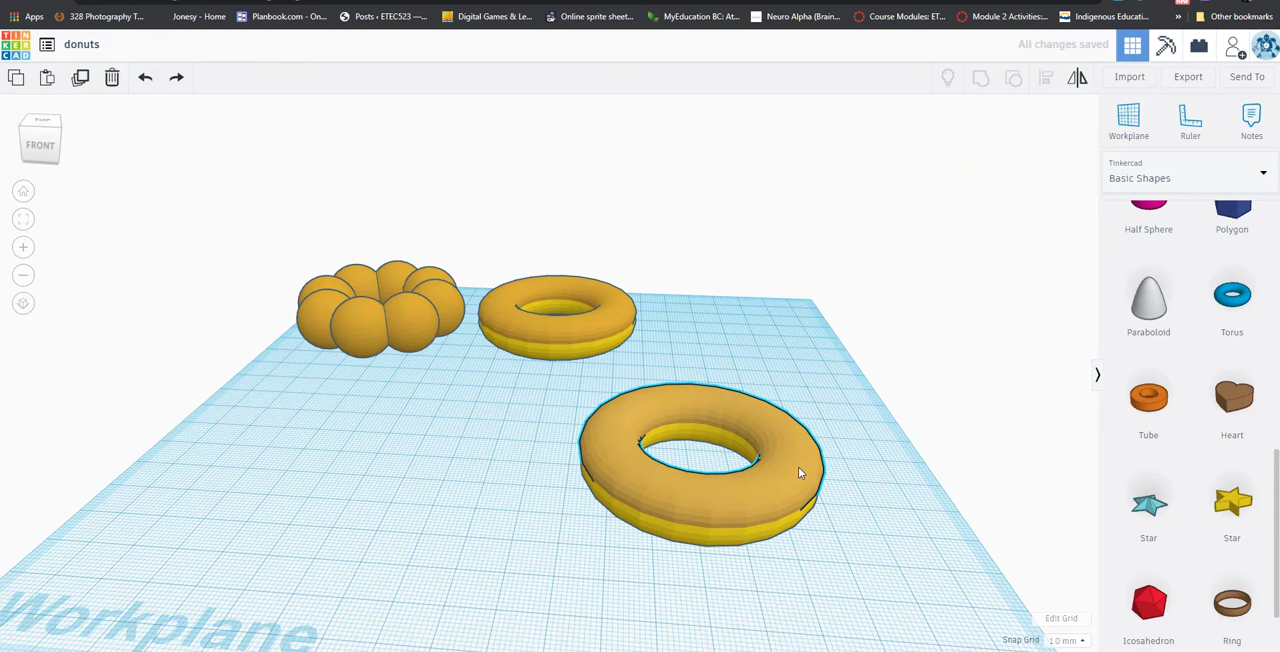 Apps 328 Photography T... Jonesy - Home Planbook.com - On... Posts ‹ ETEC523 —... Digital Games & Le... Online sprite sheet... MyEducation BC: At... Neuro Alpha (Brain... Course Modules: ET... Module 2 Activities:... Indigenous Educati... » Other bookmarks
TIN
KER
CAD
donuts
All changes saved
Import Export Send To
TOP
FRONT
Workplane Ruler Notes
Tinkercad
Basic Shapes
Half Sphere Polygon
Paraboloid Torus
Tube Heart
Star Star
Icosahedron Ring
Workplane
Edit Grid
Snap Grid 1.0 mm